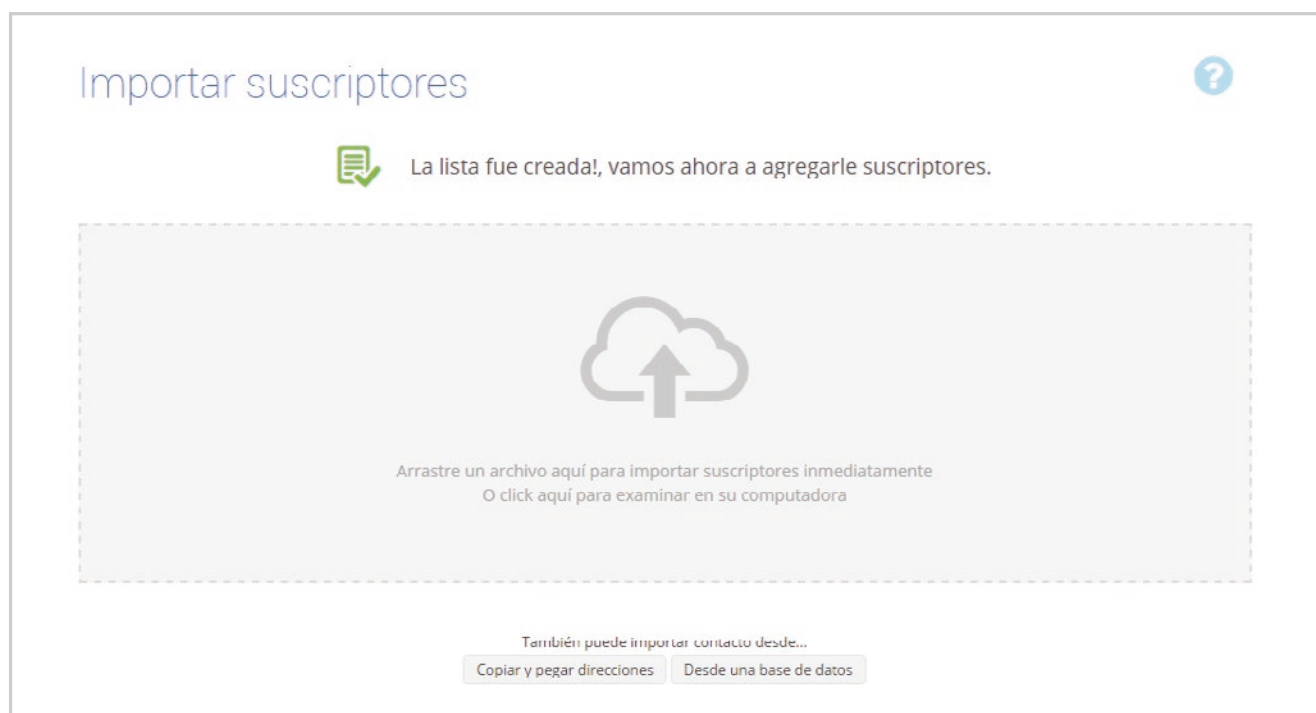 Importar suscriptores
La lista fue creada!, vamos ahora a agregarle suscriptores.
Arrastre un archivo aquí para importar suscriptores inmediatamente
O click aquí para examinar en su computadora
También puede importar contacto desde...
Copiar y pegar direcciones Desde una base de datos